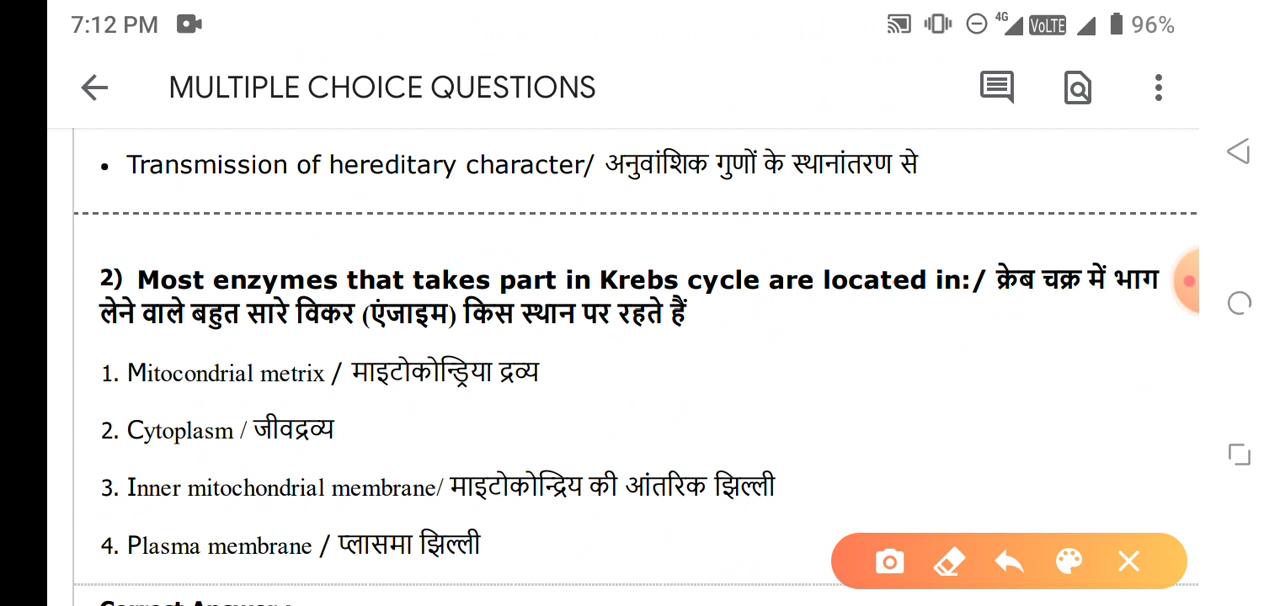 7:12 PM 4G VoLTE 96%
MULTIPLE CHOICE QUESTIONS
• Transmission of hereditary character/ अनुवांशिक गुणों के स्थानांतरण से
2) Most enzymes that takes part in Krebs cycle are located in:/ क्रेब चक्र में भाग
लेने वाले बहुत सारे विकर (एंजाइम) किस स्थान पर रहते हैं
1. Mitocondrial metrix / माइटोकोन्ड्रिया द्रव्य
2. Cytoplasm / जीवद्रव्य
3. Inner mitochondrial membrane/ माइटोकोन्द्रिय की आंतरिक झिल्ली
4. Plasma membrane / प्लासमा झिल्ली